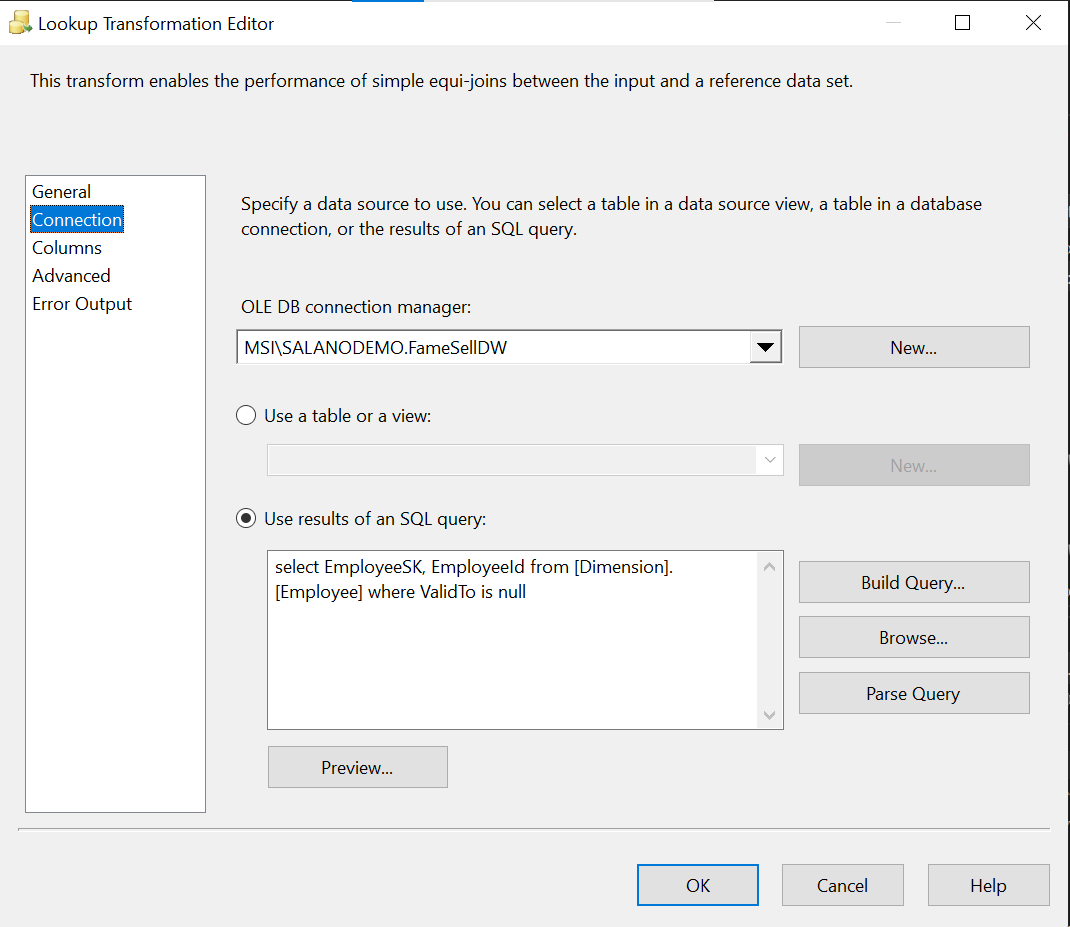 Lookup Transformation Editor
This transform enables the performance of simple equi-joins between the input and a reference data set.
General
Connection
Columns
Advanced
Error Output
Specify a data source to use. You can select a table in a data source view, a table in a database
connection, or the results of an SQL query.
OLE DB connection manager:
MSI\SALANODEMO.FameSellDW
New...
Use a table or a view:
New...
Use results of an SQL query:
select EmployeeSK, EmployeeId from [Dimension].
[Employee] where ValidTo is null
Build Query...
Browse...
Parse Query
Preview...
OK
Cancel
Help